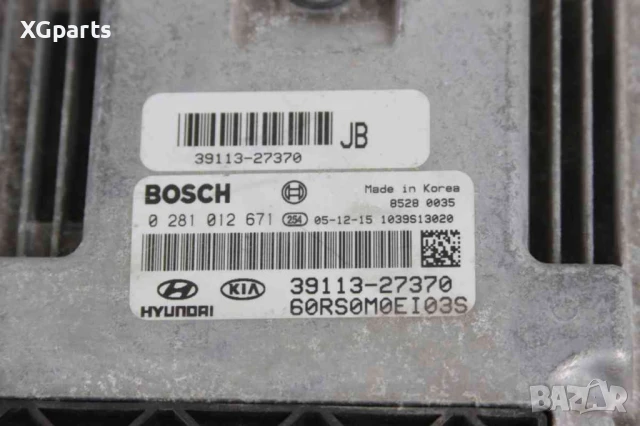 XGparts
JB
39113-27370
BOSCH
Made in Korea
8528 0035
0 281 012 671 254 05-12-15 1039S13020
HYUNDAI KIA 39113-27370
60RS0M0EI03S
BAZAR